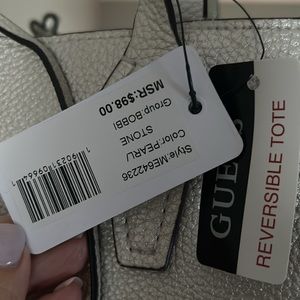 Style:ME642236
Color:PEARL/
STONE
Group:BOBBI
MSR:$98.00
GUESS
REVERSIBLE TOTE